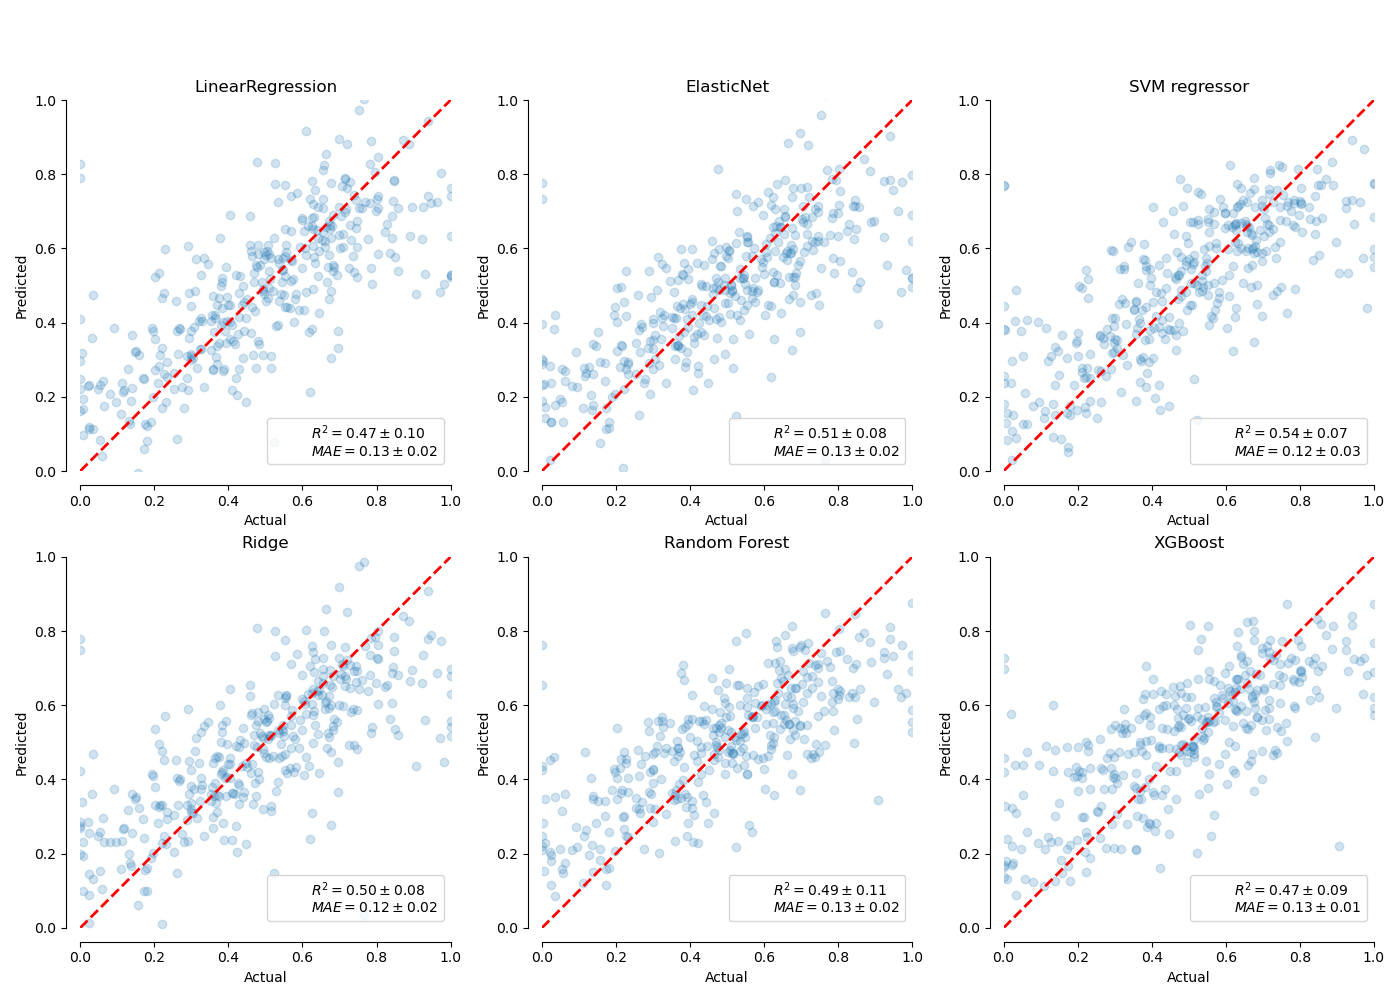 LinearRegression
1.0
0.8
0.6
0.4
0.2
0.0
Predicted
R² = 0.47 ± 0.10
MAE = 0.13 ± 0.02
0.0 0.2 0.4 0.6 0.8 1.0
Actual
ElasticNet
1.0
0.8
0.6
0.4
0.2
0.0
Predicted
R² = 0.51 ± 0.08
MAE = 0.13 ± 0.02
0.0 0.2 0.4 0.6 0.8 1.0
Actual
SVM regressor
1.0
0.8
0.6
0.4
0.2
0.0
Predicted
R² = 0.54 ± 0.07
MAE = 0.12 ± 0.03
0.0 0.2 0.4 0.6 0.8 1.0
Actual
Ridge
1.0
0.8
0.6
0.4
0.2
0.0
Predicted
R² = 0.50 ± 0.08
MAE = 0.12 ± 0.02
0.0 0.2 0.4 0.6 0.8 1.0
Actual
Random Forest
1.0
0.8
0.6
0.4
0.2
0.0
Predicted
R² = 0.49 ± 0.11
MAE = 0.13 ± 0.02
0.0 0.2 0.4 0.6 0.8 1.0
Actual
XGBoost
1.0
0.8
0.6
0.4
0.2
0.0
Predicted
R² = 0.47 ± 0.09
MAE = 0.13 ± 0.01
0.0 0.2 0.4 0.6 0.8 1.0
Actual